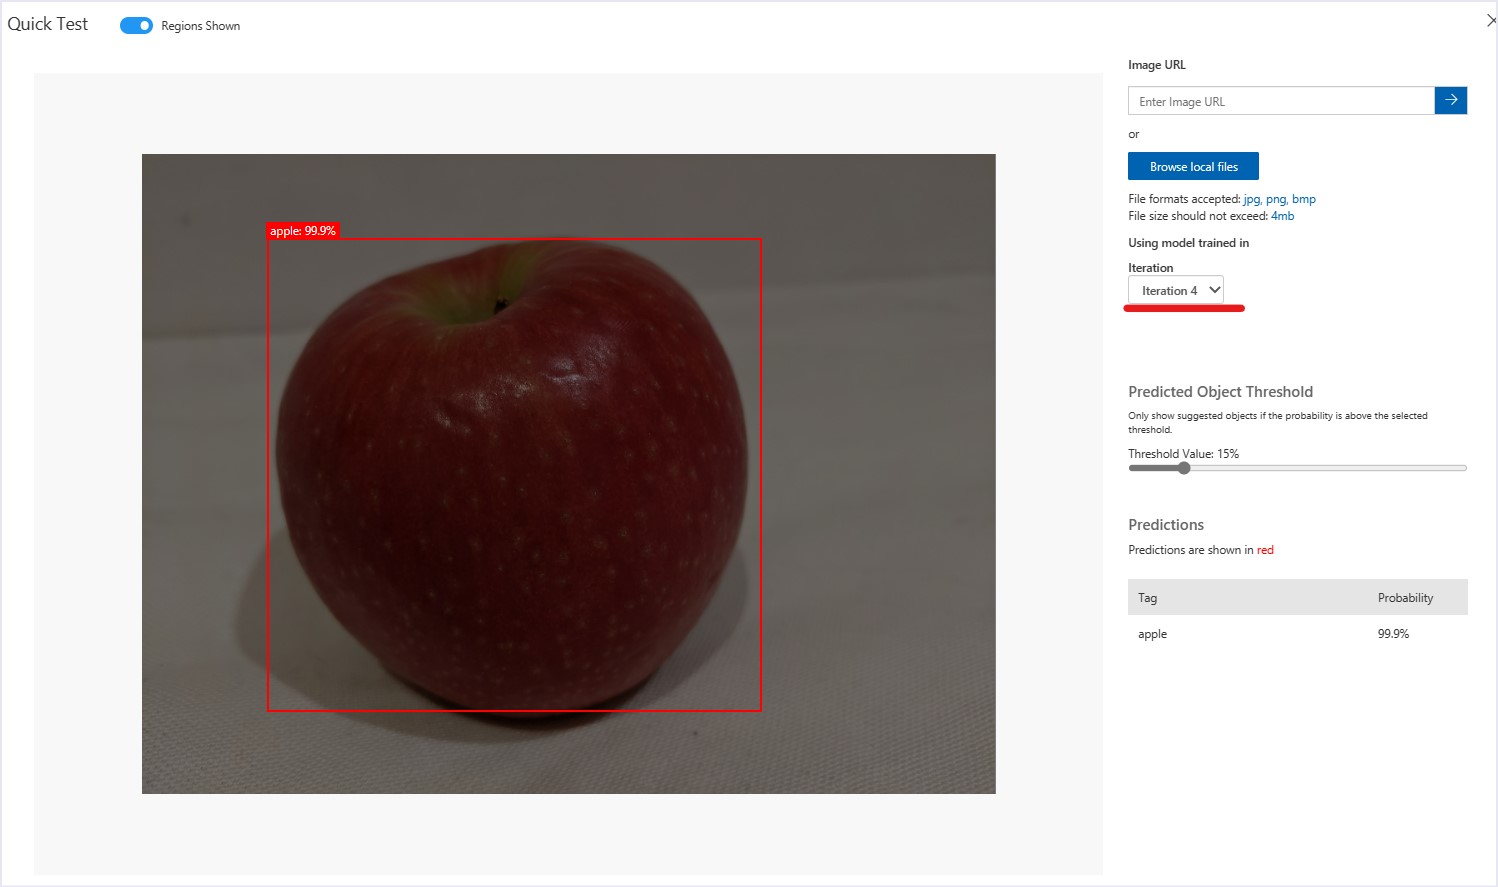 Quick Test
Regions Shown
apple: 99.9%
Image URL
Enter Image URL
or
Browse local files
File formats accepted: jpg, png, bmp
File size should not exceed: 4mb
Using model trained in
Iteration
Iteration 4
Predicted Object Threshold
Only show suggested objects if the probability is above the selected
threshold.
Threshold Value: 15%
Predictions
Predictions are shown in red
Tag Probability
apple 99.9%